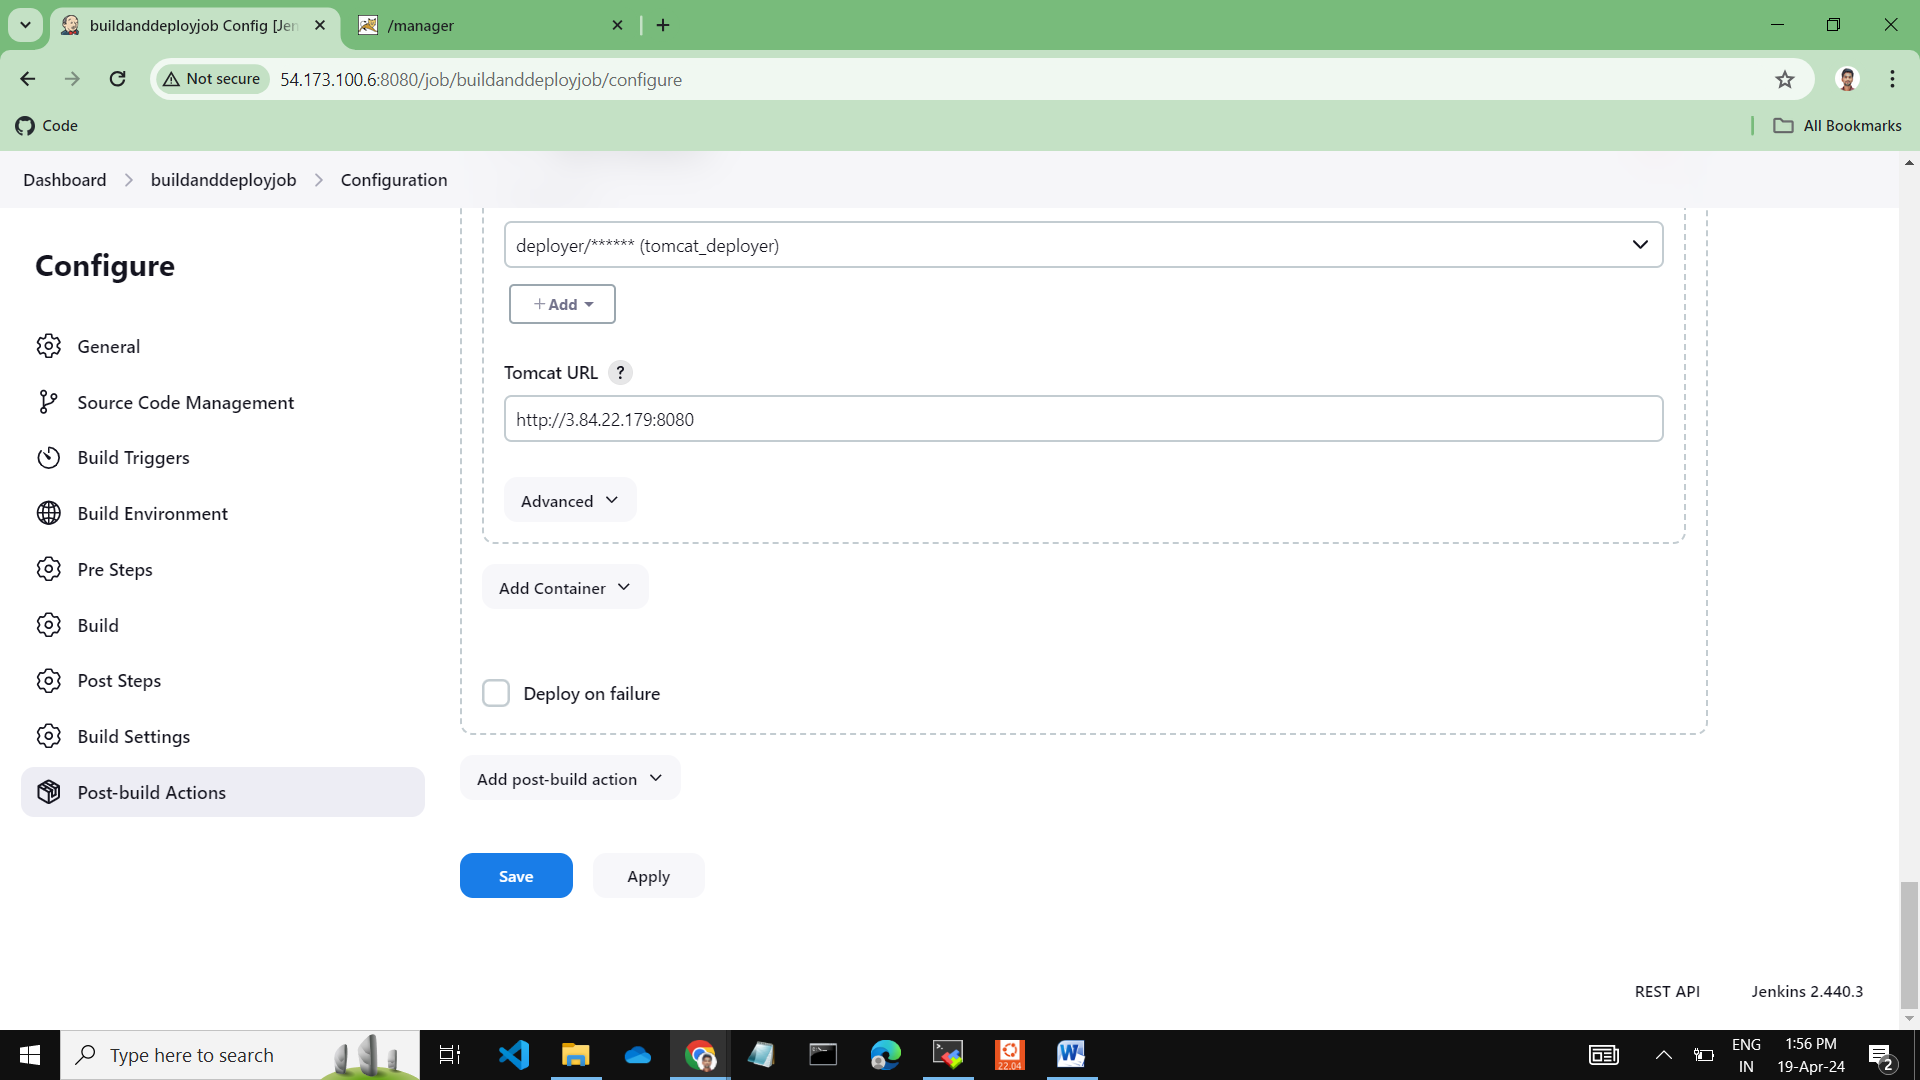 buildanddeployjob Config [Jen
/manager
Not secure
54.173.100.6:8080/job/buildanddeployjob/configure
Code
All Bookmarks
Dashboard
buildanddeployjob
Configuration
Configure
General
Source Code Management
Build Triggers
Build Environment
Pre Steps
Build
Post Steps
Build Settings
Post-build Actions
deployer/****** (tomcat_deployer)
+ Add
Tomcat URL ?
http://3.84.22.179:8080
Advanced
Add Container
Deploy on failure
Add post-build action
Save
Apply
REST API
Jenkins 2.440.3
Type here to search
22.04
ENG
IN
1:56 PM
19-Apr-24
2